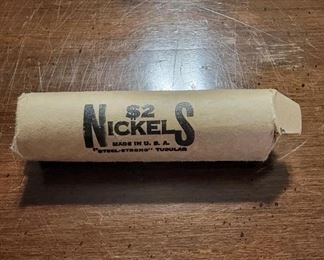 $2
NICKELS
MADE IN U. S. A.
"STEEL-STRONG" TUBULAR